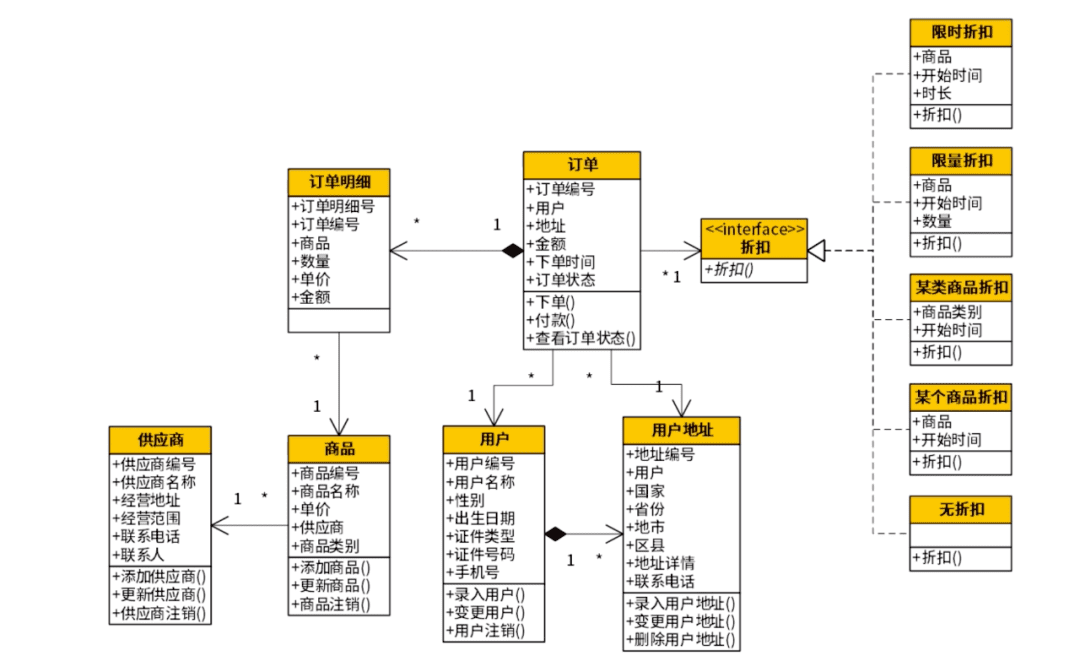 限时折扣
+商品
+开始时间
+时长
+折扣()
限量折扣
+商品
+开始时间
+数量
+折扣()
某类商品折扣
+商品类别
+开始时间
+折扣()
某个商品折扣
+商品
+开始时间
+折扣()
无折扣
+折扣()
<<interface>>
折扣
+折扣()
* 1
订单
+订单编号
+用户
+地址
+金额
+下单时间
+订单状态
+下单()
+付款()
+查看订单状态()
* 1
订单明细
+订单明细号
+订单编号
+商品
+数量
+单价
+金额
*
1
商品
+商品编号
+商品名称
+单价
+供应商
+商品类别
+添加商品()
+更新商品()
+商品注销()
1 *
供应商
+供应商编号
+供应商名称
+经营地址
+经营范围
+联系电话
+联系人
+添加供应商()
+更新供应商()
+供应商注销()
*
1
用户
+用户编号
+用户名称
+性别
+出生日期
+证件类型
+证件号码
+手机号
+录入用户()
+变更用户()
+用户注销()
1 *
*
1
用户地址
+地址编号
+用户
+国家
+省份
+地市
+区县
+地址详情
+联系电话
+录入用户地址()
+变更用户地址()
+删除用户地址()